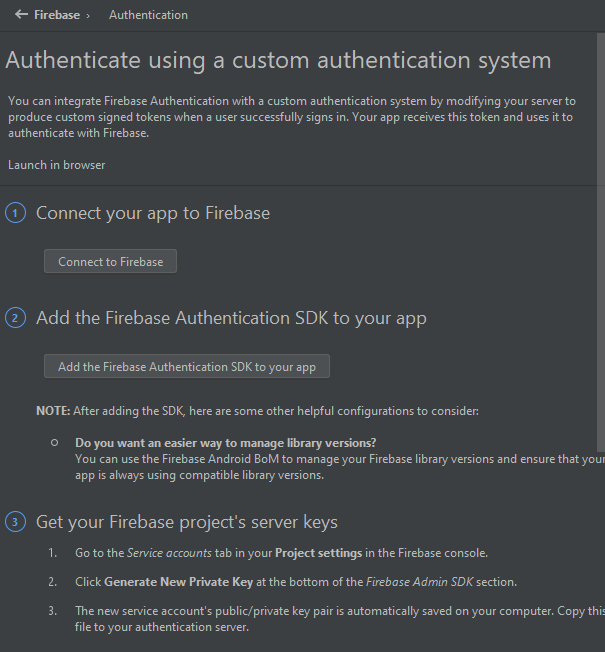 Firebase › Authentication
Authenticate using a custom authentication system
You can integrate Firebase Authentication with a custom authentication system by modifying your server to
produce custom signed tokens when a user successfully signs in. Your app receives this token and uses it to
authenticate with Firebase.
Launch in browser
1 Connect your app to Firebase
Connect to Firebase
2 Add the Firebase Authentication SDK to your app
Add the Firebase Authentication SDK to your app
NOTE: After adding the SDK, here are some other helpful configurations to consider:
Do you want an easier way to manage library versions?
You can use the Firebase Android BoM to manage your Firebase library versions and ensure that your
app is always using compatible library versions.
3 Get your Firebase project's server keys
1. Go to the Service accounts tab in your Project settings in the Firebase console.
2. Click Generate New Private Key at the bottom of the Firebase Admin SDK section.
3. The new service account's public/private key pair is automatically saved on your computer. Copy this
file to your authentication server.